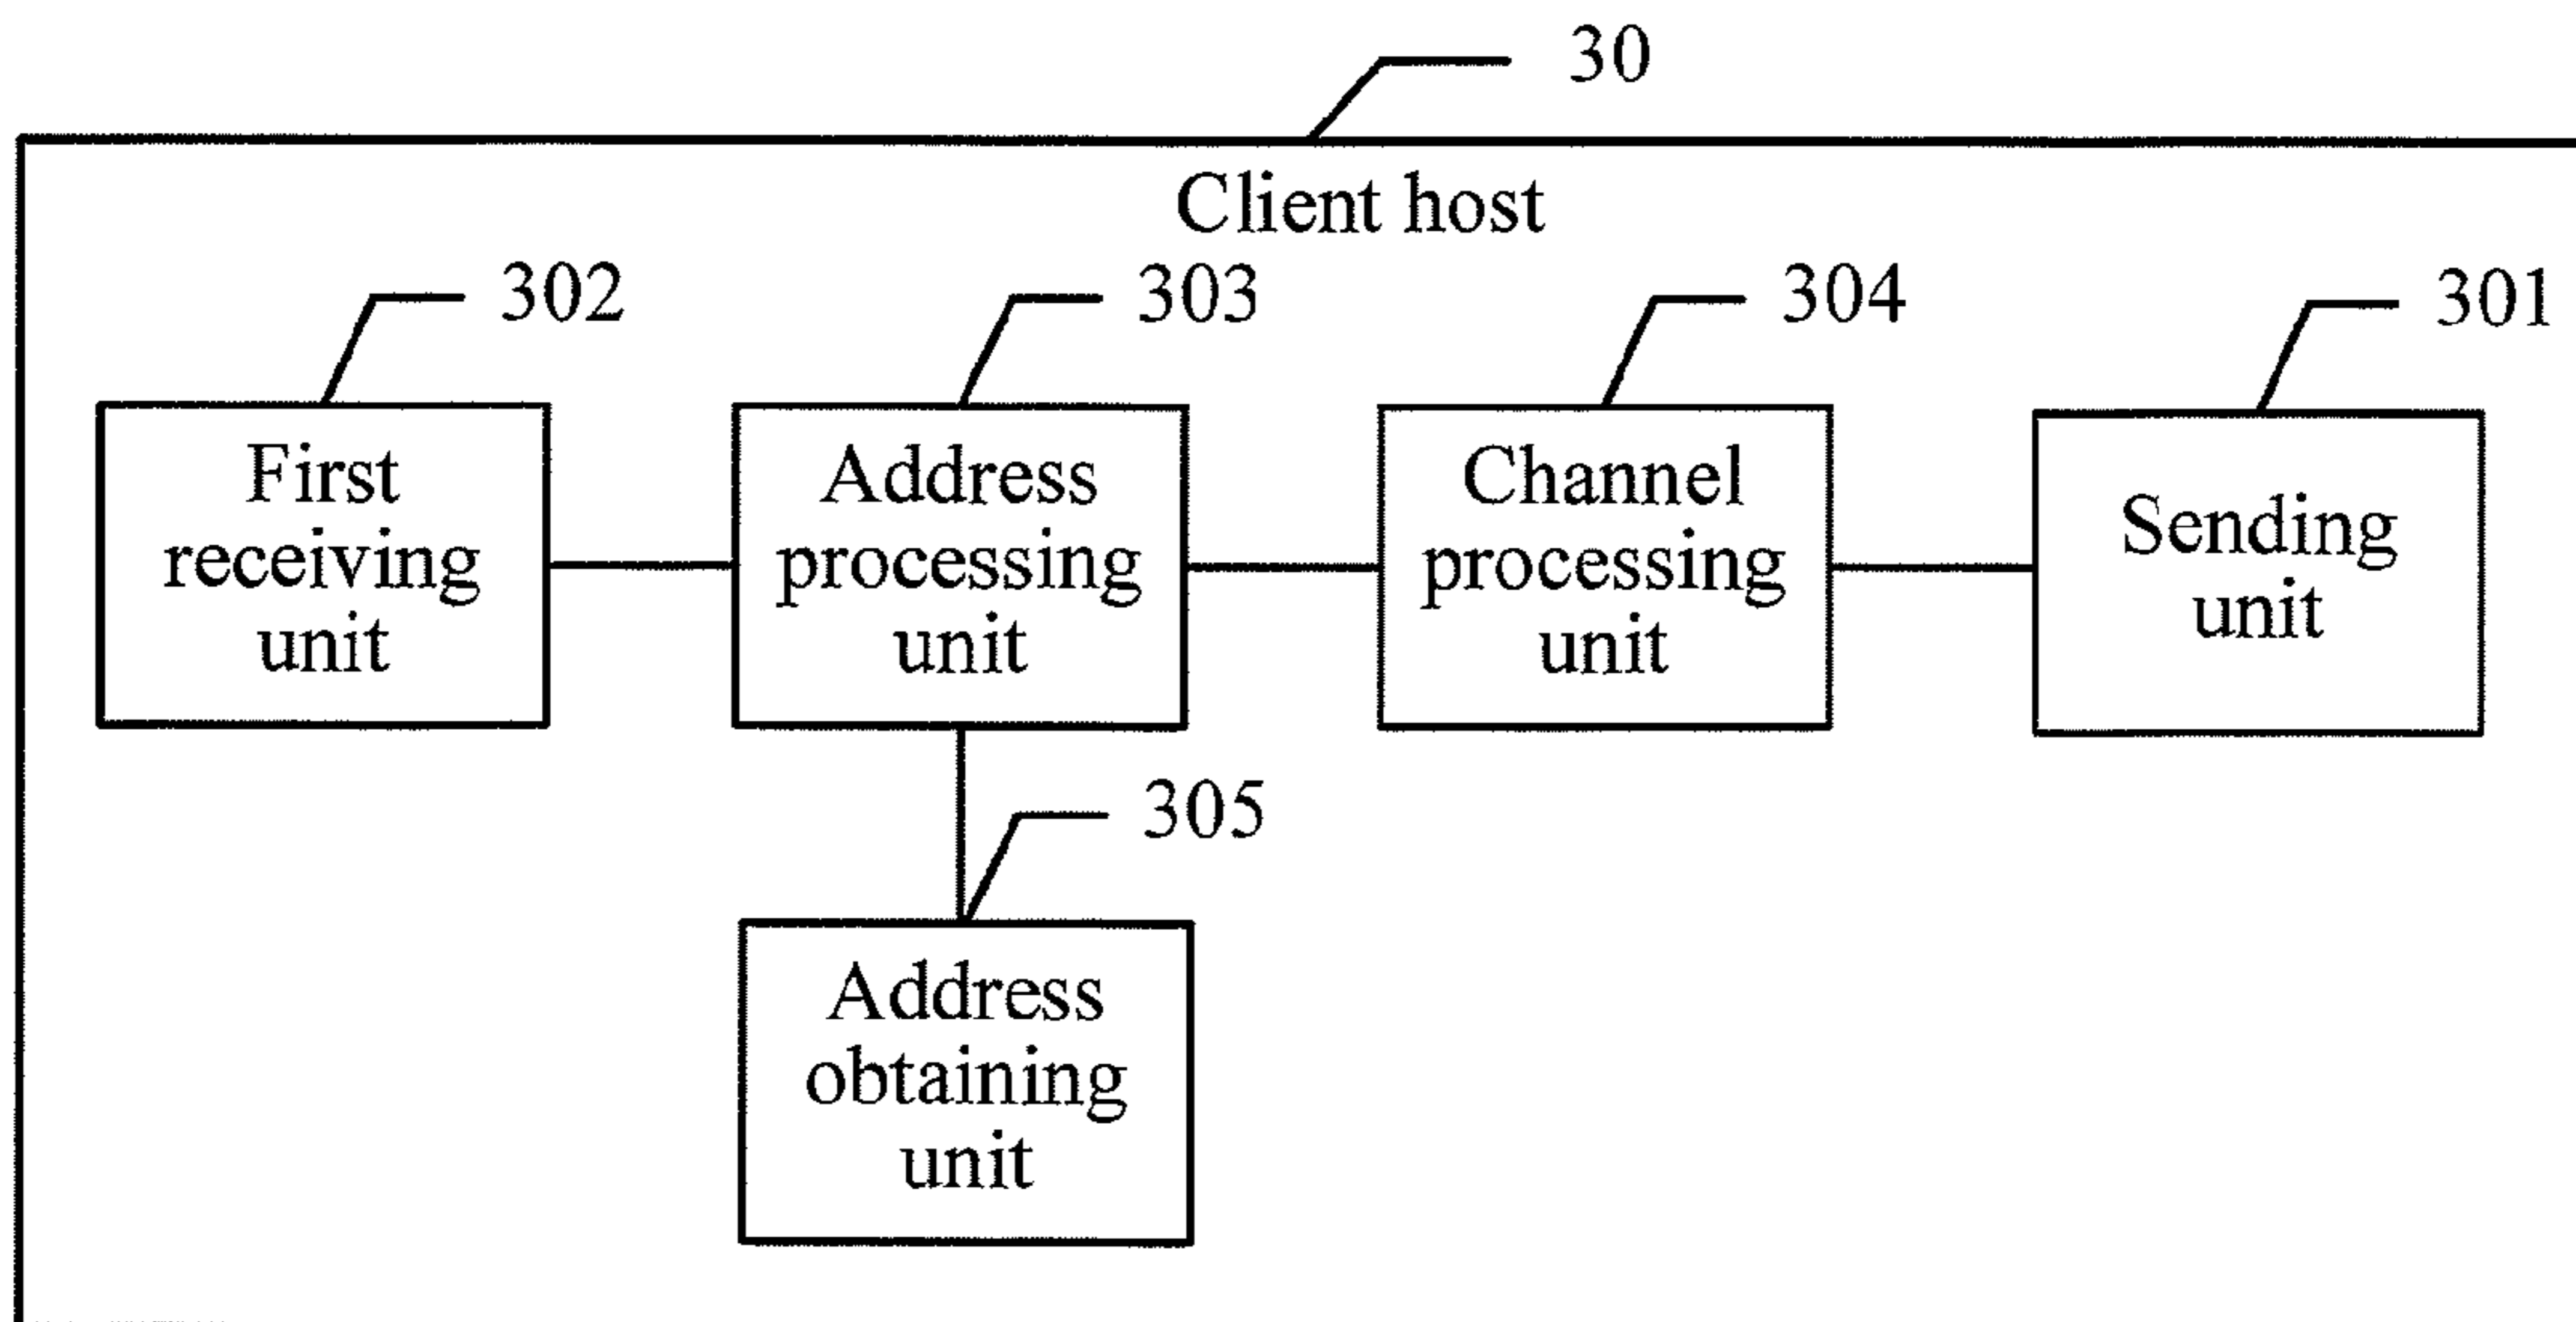 30
Client host
302
303
304
301
First
receiving
unit
Address
processing
unit
Channel
processing
unit
Sending
unit
305
Address
obtaining
unit